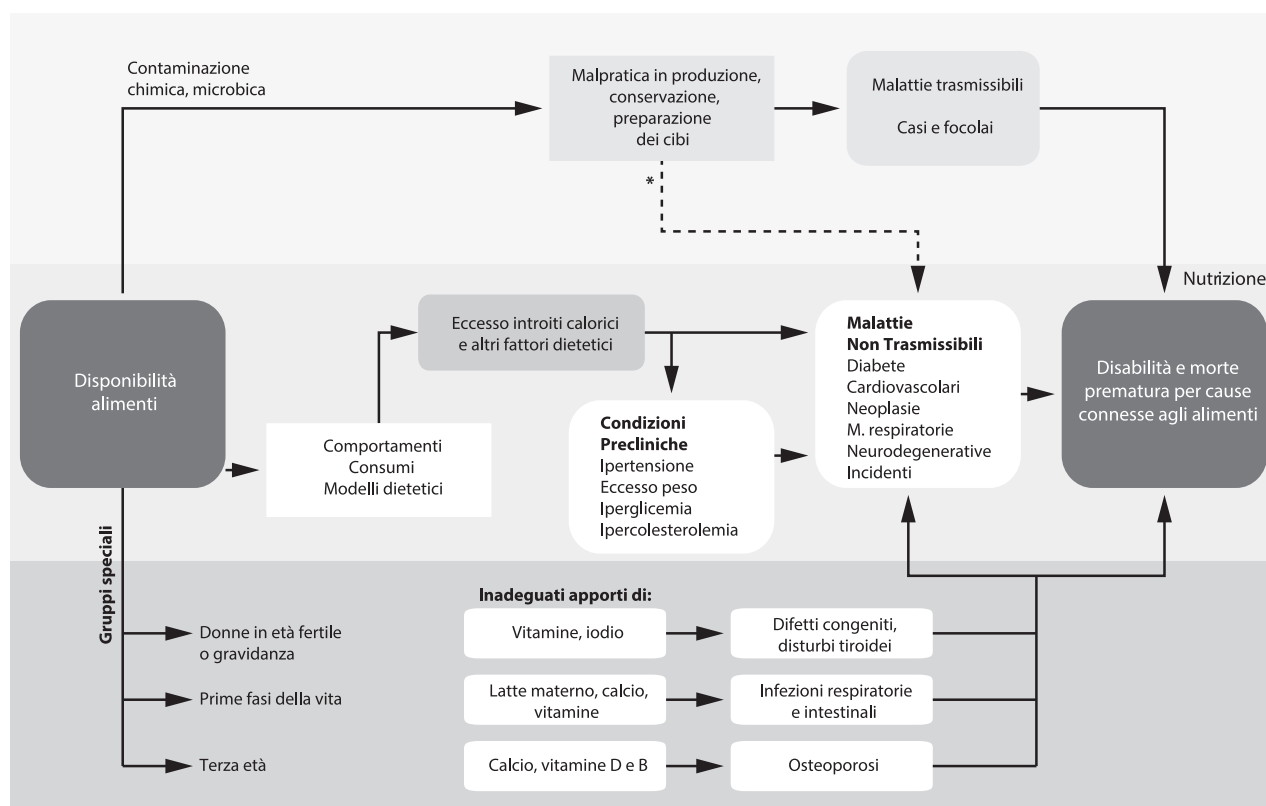 Contaminazione
chimica, microbica
Malpratica in produzione,
conservazione,
preparazione
dei cibi
Malattie trasmissibili
Casi e focolai
*
Nutrizione
Disponibilità
alimenti
Eccesso introiti calorici
e altri fattori dietetici
Comportamenti
Consumi
Modelli dietetici
Condizioni
Precliniche
Ipertensione
Eccesso peso
Iperglicemia
Ipercolesterolemia
Malattie
Non Trasmissibili
Diabete
Cardiovascolari
Neoplasie
M. respiratorie
Neurodegenerative
Incidenti
Disabilità e morte
prematura per cause
connesse agli alimenti
Gruppi speciali
Donne in età fertile
o gravidanza
Prime fasi della vita
Terza età
Inadeguati apporti di:
Vitamine, iodio
Difetti congeniti,
disturbi tiroidei
Latte materno, calcio,
vitamine
Infezioni respiratorie
e intestinali
Calcio, vitamine D e B
Osteoporosi